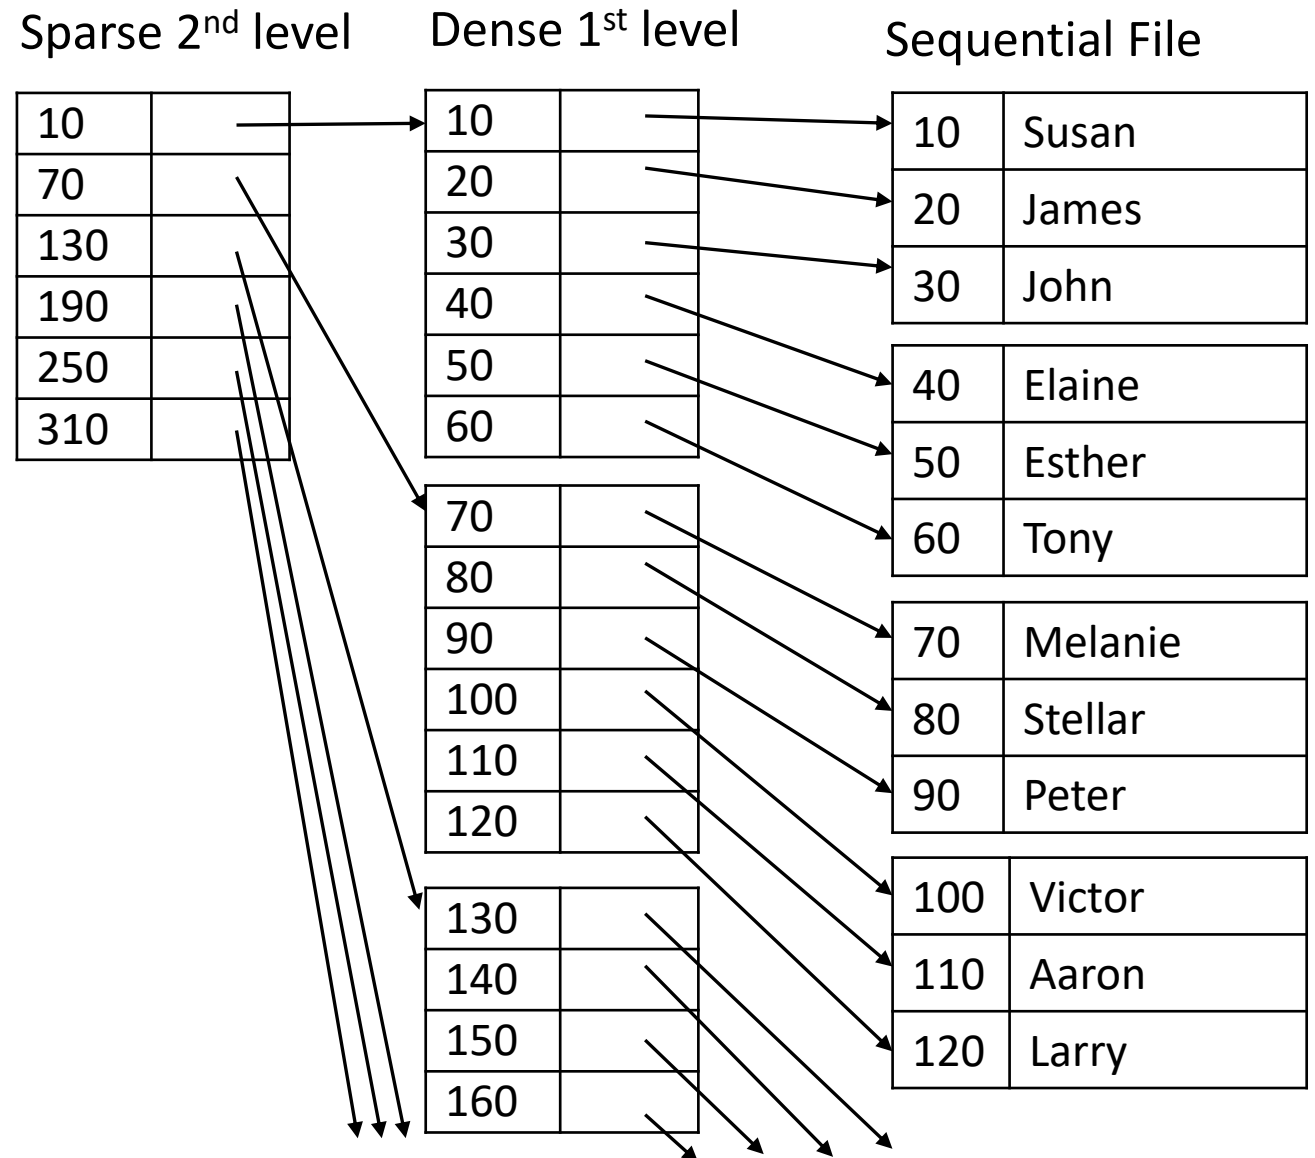 Sparse 2nd level
10
70
130
190
250
310
Dense 1st level
10
20
30
40
50
60
70
80
90
100
110
120
130
140
150
160
Sequential File
10 Susan
20 James
30 John
40 Elaine
50 Esther
60 Tony
70 Melanie
80 Stellar
90 Peter
100 Victor
110 Aaron
120 Larry